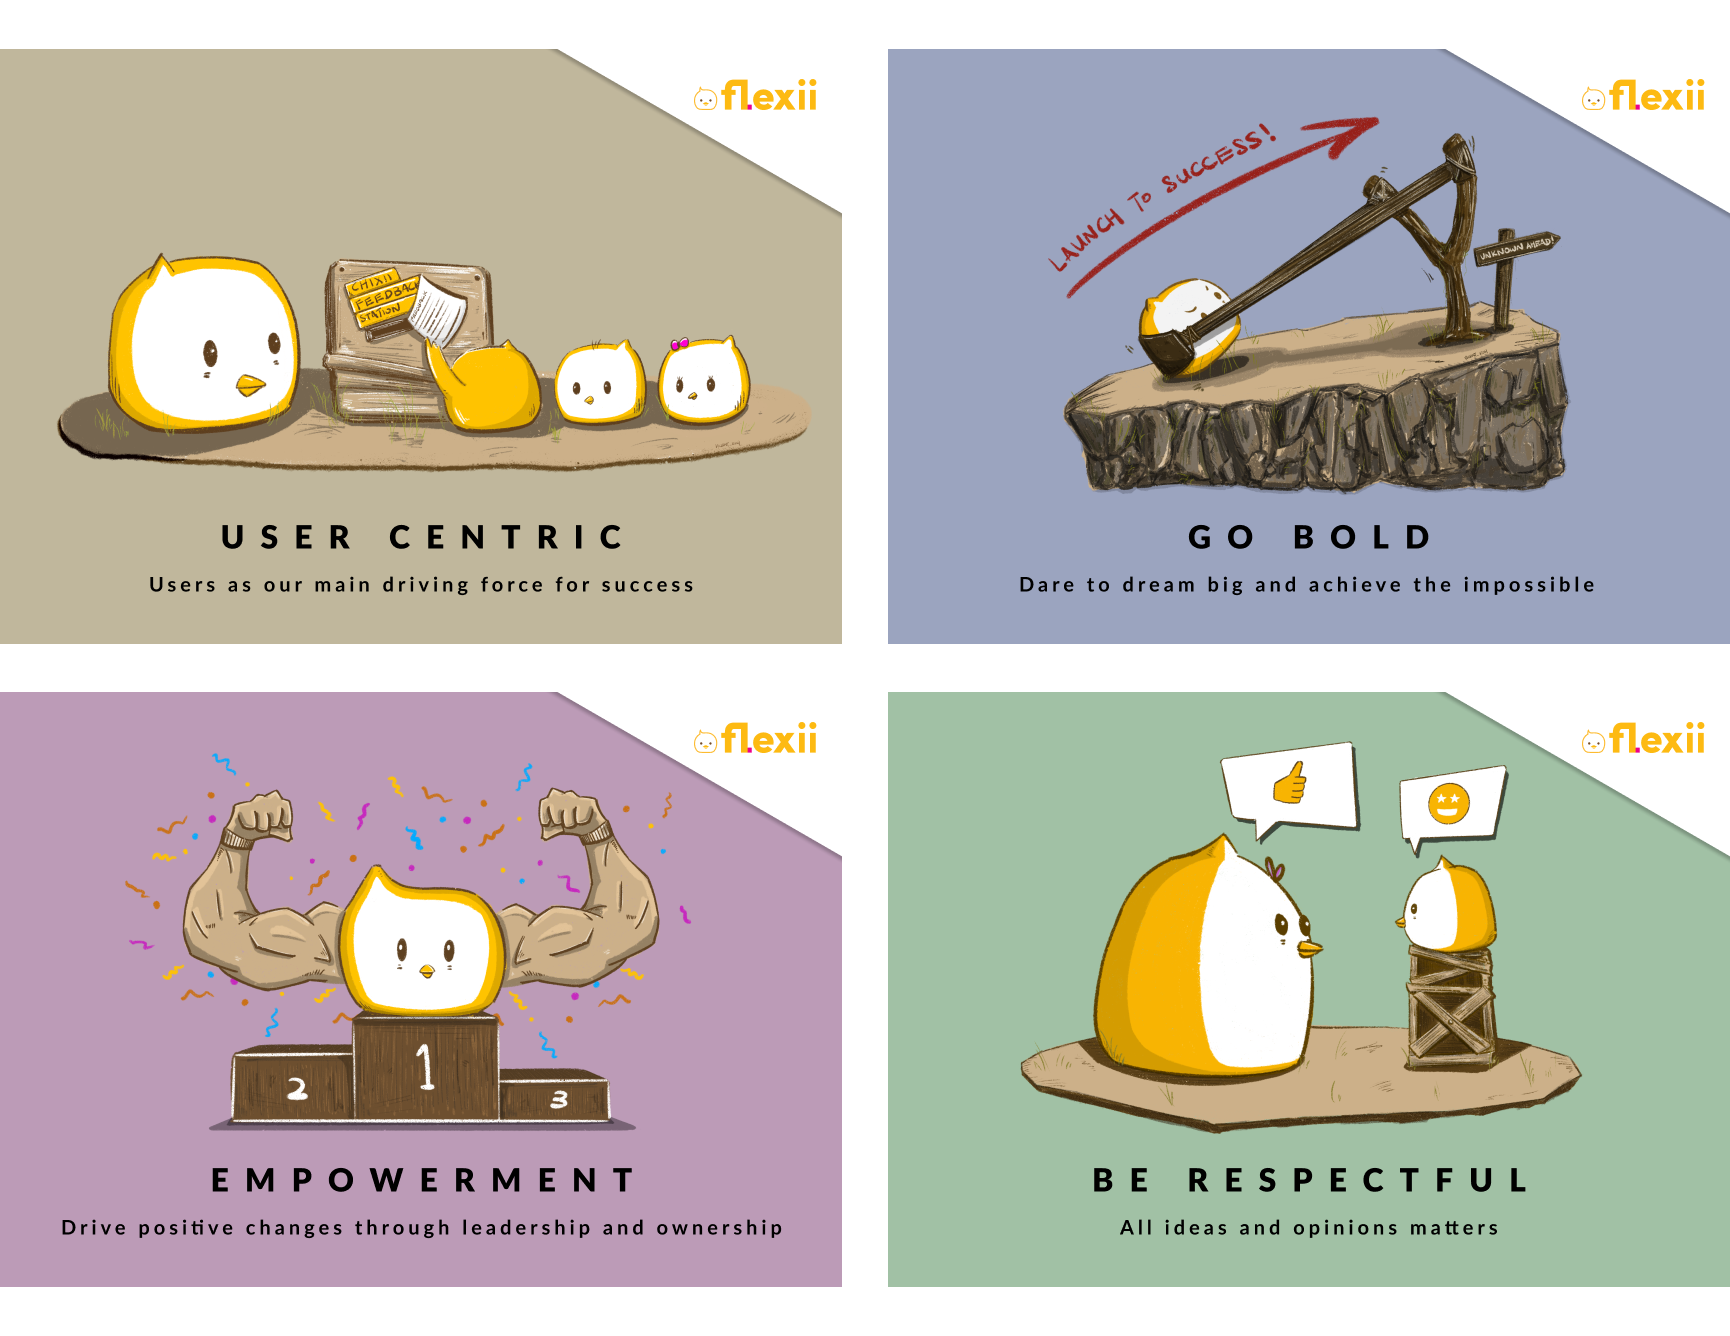 flexii
CHIXII
FEEDBACK
STATION
USER CENTRIC
Users as our main driving force for success
flexii
LAUNCH TO SUCCESS!
UNKNOWN AHEAD!
GO BOLD
Dare to dream big and achieve the impossible
flexii
1
2
3
EMPOWERMENT
Drive positive changes through leadership and ownership
flexii
BE RESPECTFUL
All ideas and opinions matters